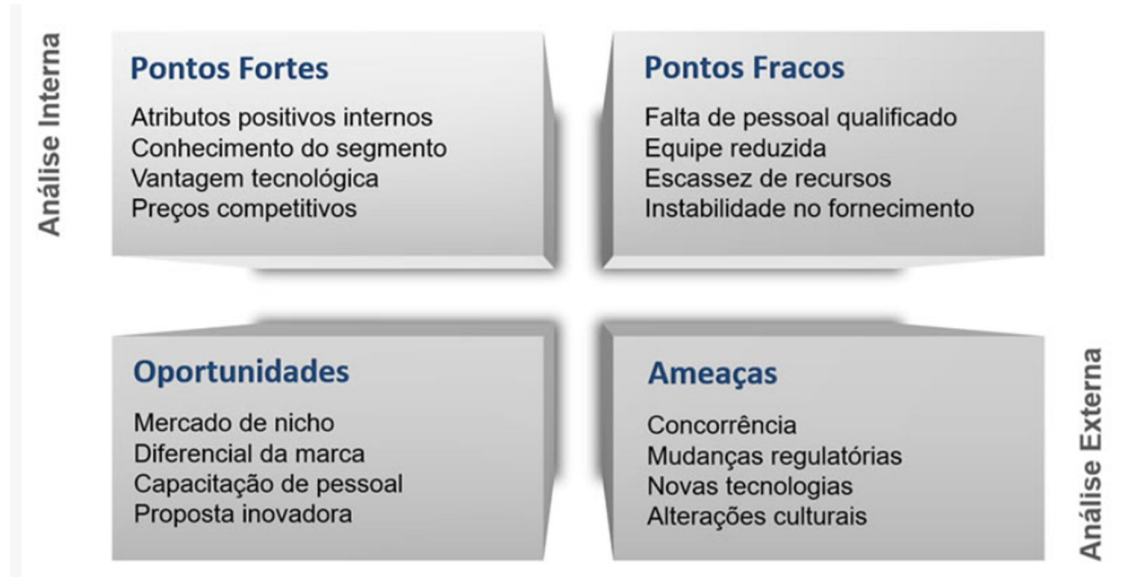 Análise Interna
Pontos Fortes
Atributos positivos internos
Conhecimento do segmento
Vantagem tecnológica
Preços competitivos
Pontos Fracos
Falta de pessoal qualificado
Equipe reduzida
Escassez de recursos
Instabilidade no fornecimento
Oportunidades
Mercado de nicho
Diferencial da marca
Capacitação de pessoal
Proposta inovadora
Ameaças
Concorrência
Mudanças regulatórias
Novas tecnologias
Alterações culturais
Análise Externa